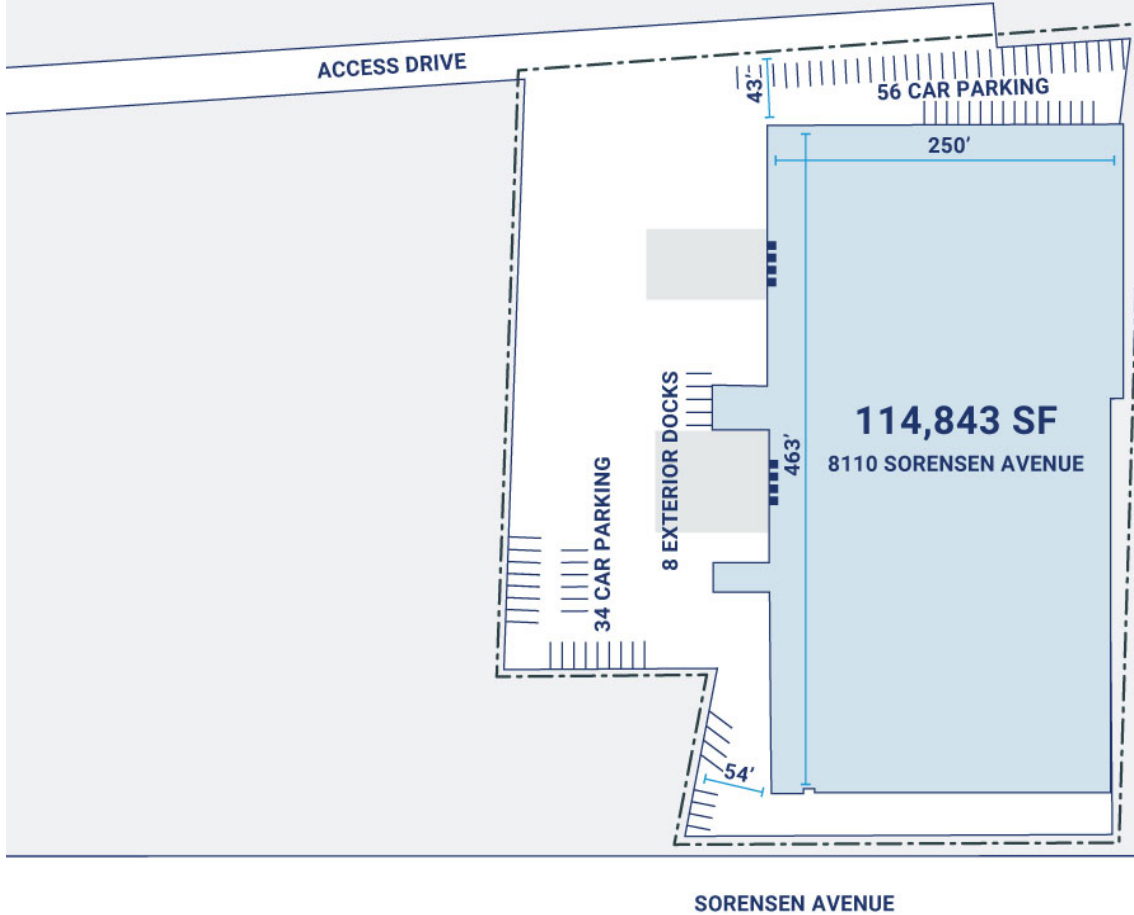 ACCESS DRIVE
43'
56 CAR PARKING
250'
114,843 SF
8110 SORENSEN AVENUE
463'
8 EXTERIOR DOCKS
34 CAR PARKING
54'
SORENSEN AVENUE